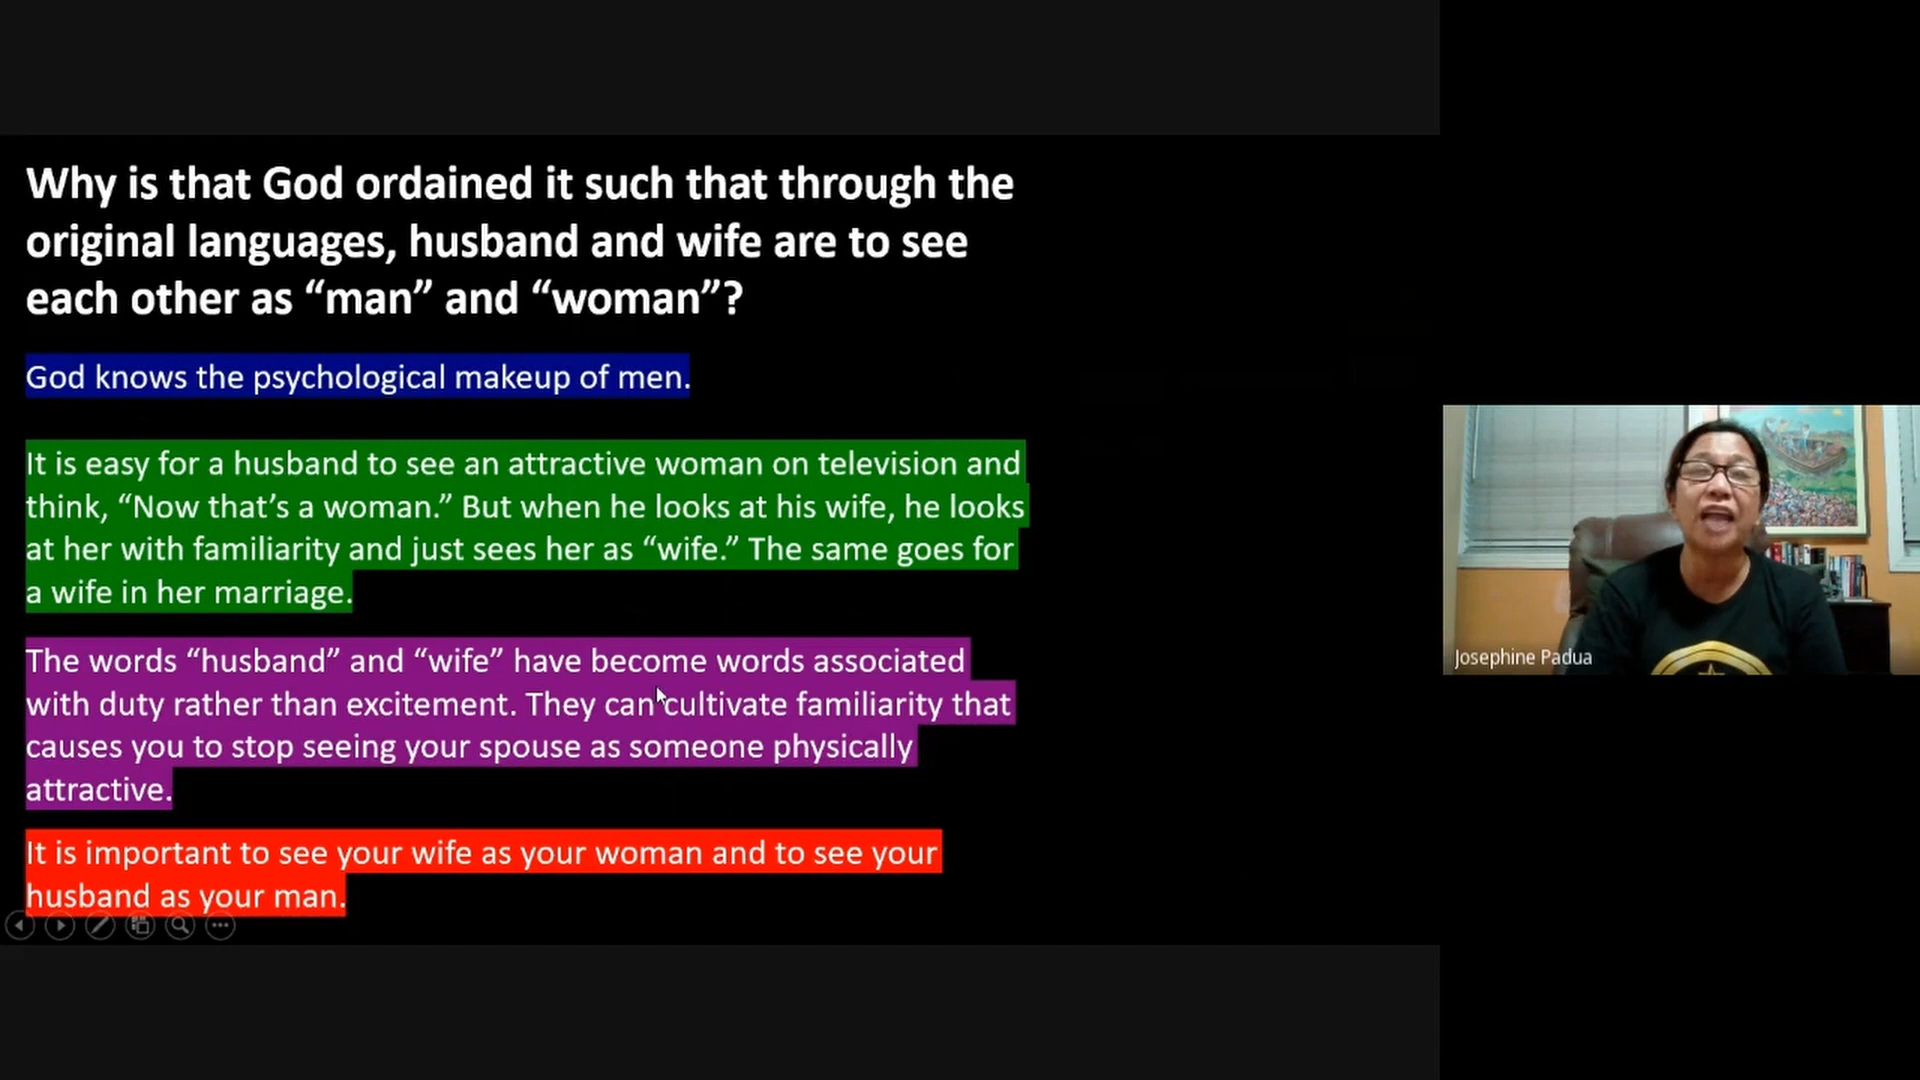 Why is that God ordained it such that through the
original languages, husband and wife are to see
each other as “man” and “woman”?
God knows the psychological makeup of men.
It is easy for a husband to see an attractive woman on television and
think, “Now that’s a woman.” But when he looks at his wife, he looks
at her with familiarity and just sees her as “wife.” The same goes for
a wife in her marriage.
The words “husband” and “wife” have become words associated
with duty rather than excitement. They can cultivate familiarity that
causes you to stop seeing your spouse as someone physically
attractive.
It is important to see your wife as your woman and to see your
husband as your man.
Josephine Padua